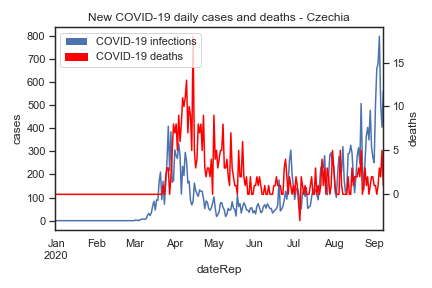 New COVID-19 daily cases and deaths - Czechia
COVID-19 infections
COVID-19 deaths
800
700
600
500
400
300
200
100
0
cases
15
10
5
0
deaths
Jan Feb Mar Apr May Jun Jul Aug Sep
2020
dateRep